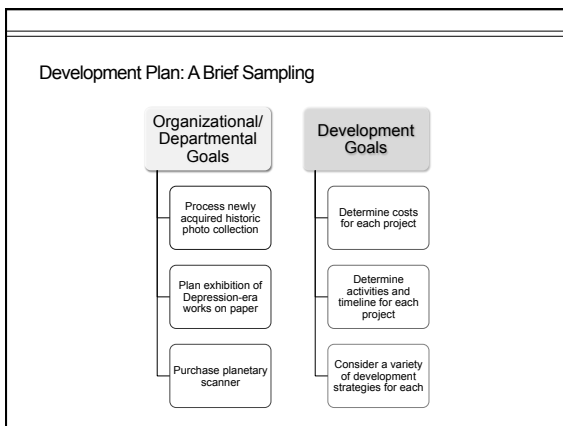 Development Plan: A Brief Sampling
Organizational/
Departmental
Goals
Process newly
acquired historic
photo collection
Plan exhibition of
Depression-era
works on paper
Purchase planetary
scanner
Development
Goals
Determine costs
for each project
Determine
activities and
timeline for each
project
Consider a variety
of development
strategies for each